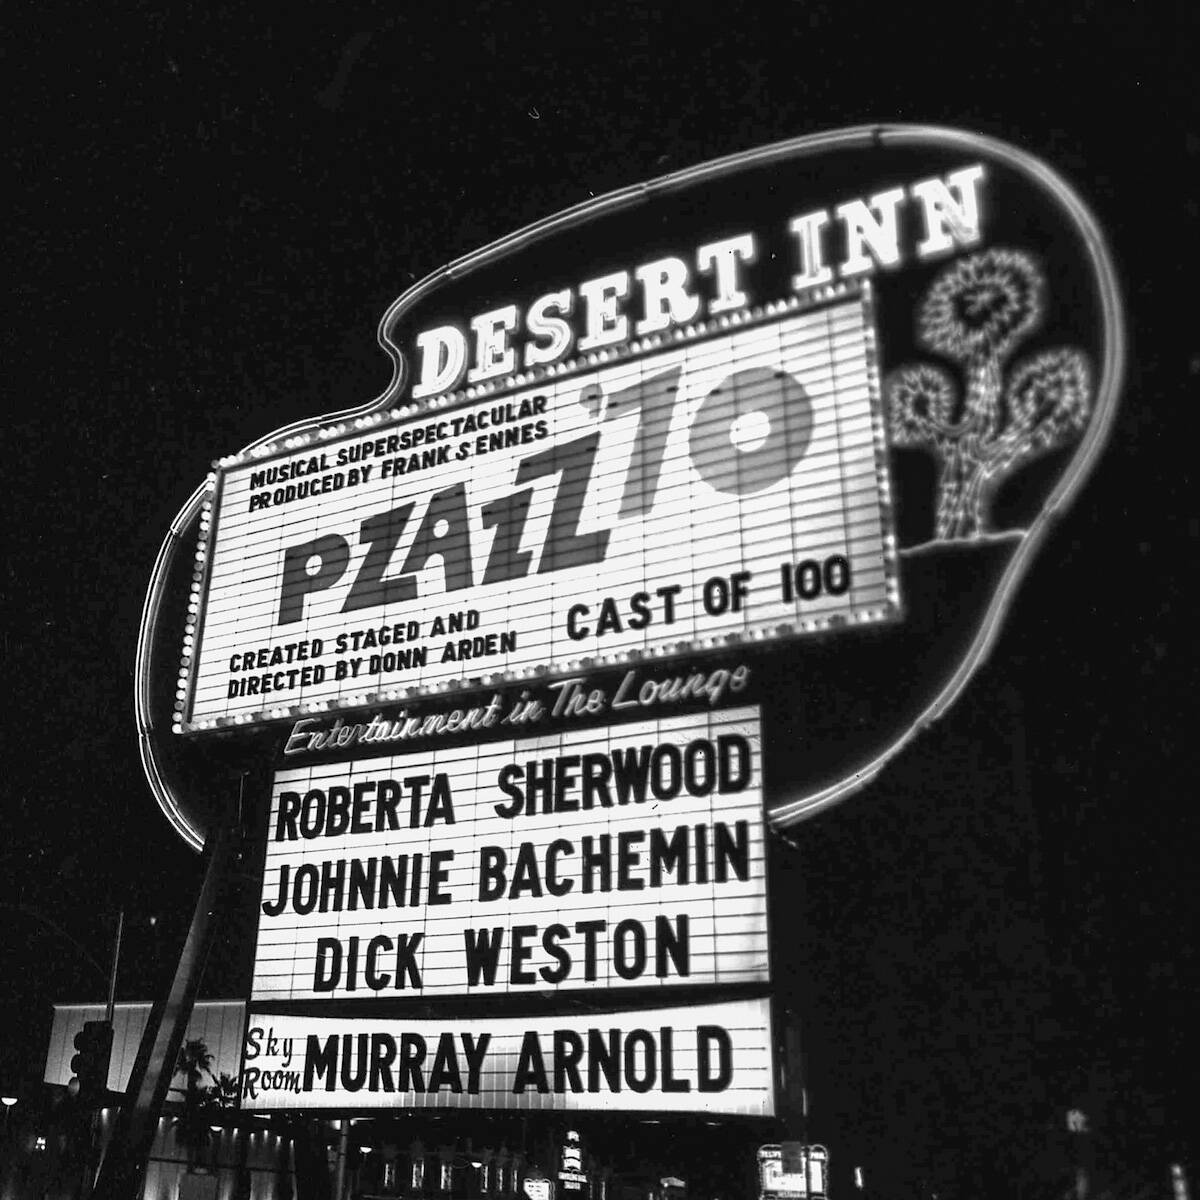 DESERT INN
MUSICAL SUPERSPECTACULAR
PRODUCED BY FRANK S ENNES
PZAZZ '70
CREATED STAGED AND
DIRECTED BY DONN ARDEN
CAST OF 100
Entertainment in The Lounge
ROBERTA SHERWOOD
JOHNNIE BACHEMIN
DICK WESTON
Sky Room
MURRAY ARNOLD